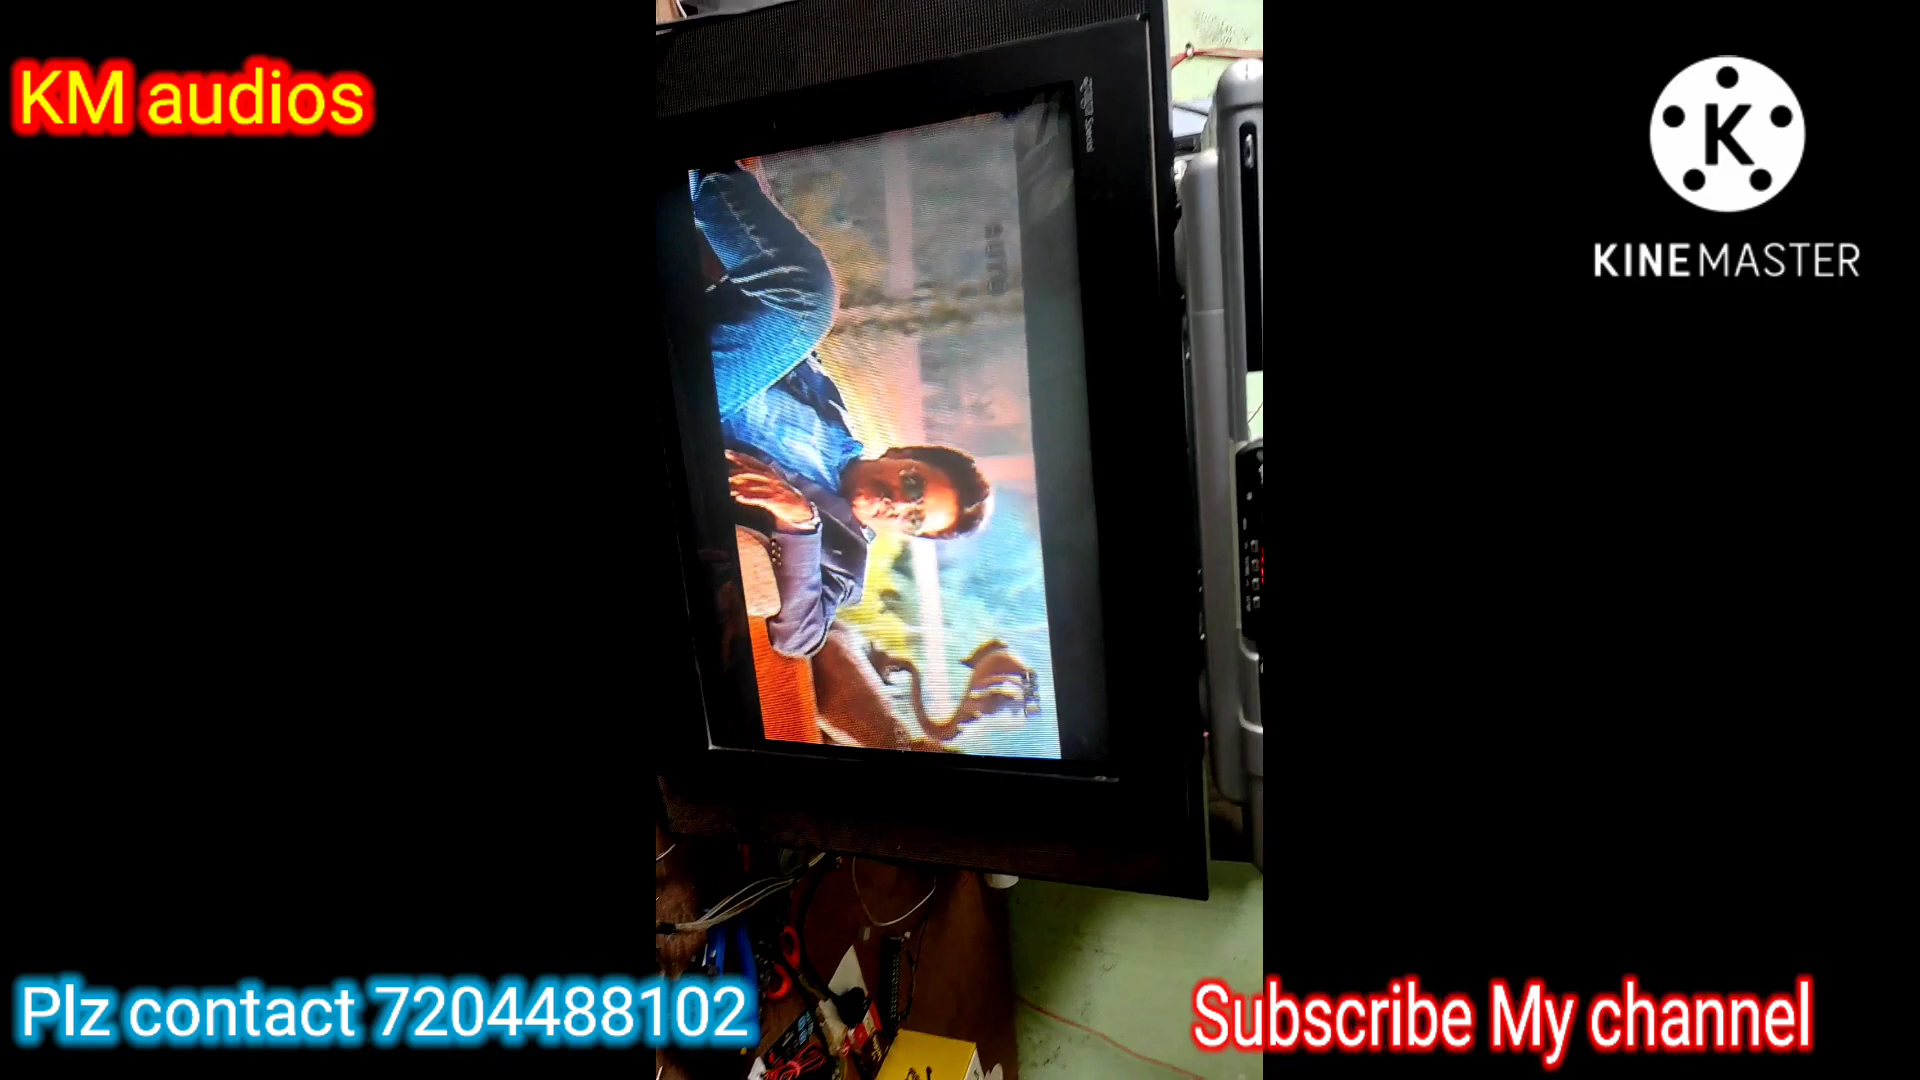 KM audios
K
KINEMASTER
Plz contact 7204488102
Subscribe My channel